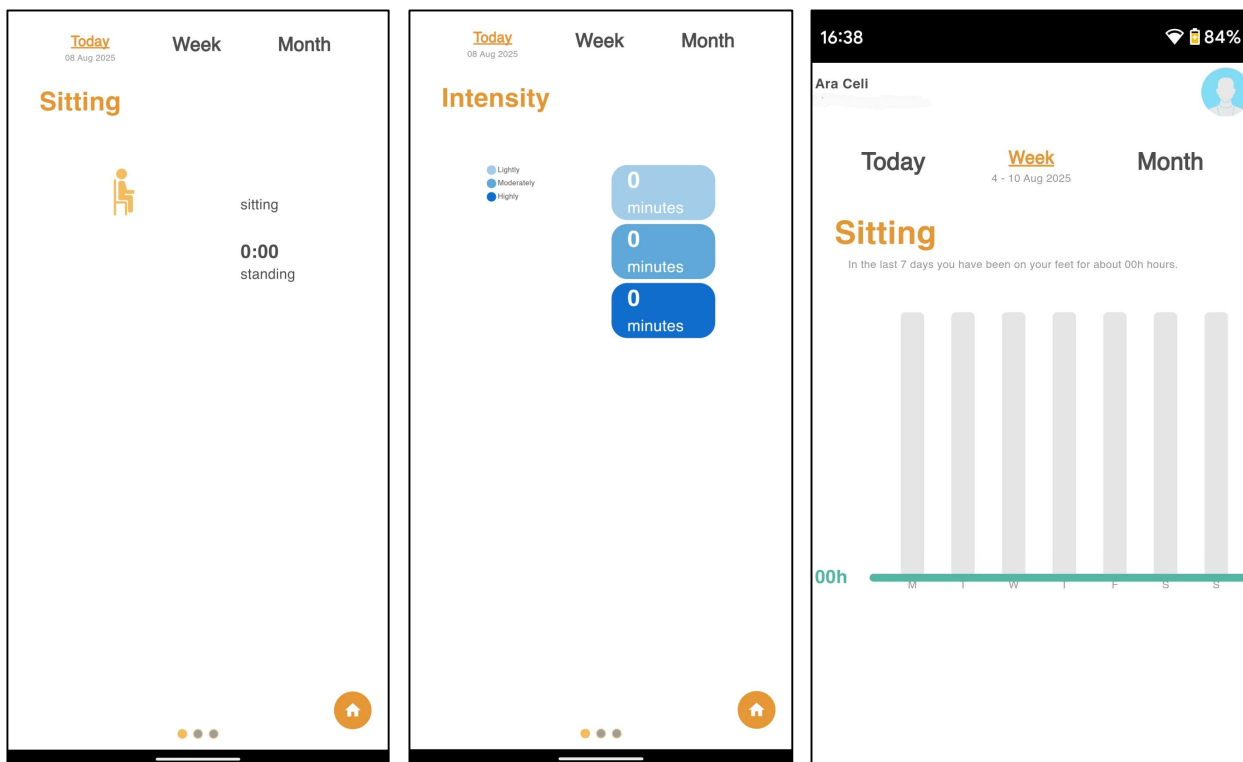 Today Week Month
08 Aug 2025
Sitting
sitting
0:00
standing
Today Week Month
08 Aug 2025
Intensity
Lightly
Moderately
Highly
0
minutes
0
minutes
0
minutes
16:38 84%
Ara Celi
Today Week Month
4 - 10 Aug 2025
Sitting
In the last 7 days you have been on your feet for about 00h hours.
00h
M T W T F S S